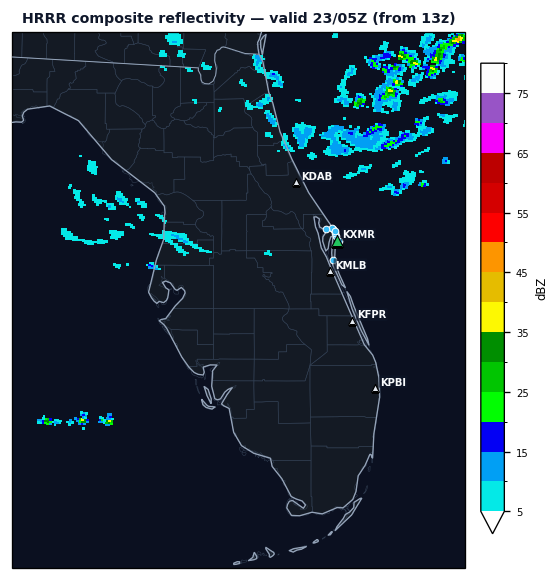 HRRR composite reflectivity — valid 23/05Z (from 13z)
KDAB
KXMR
KMLB
KFPR
KPBI
75
65
55
45
35
25
15
5
dBZ